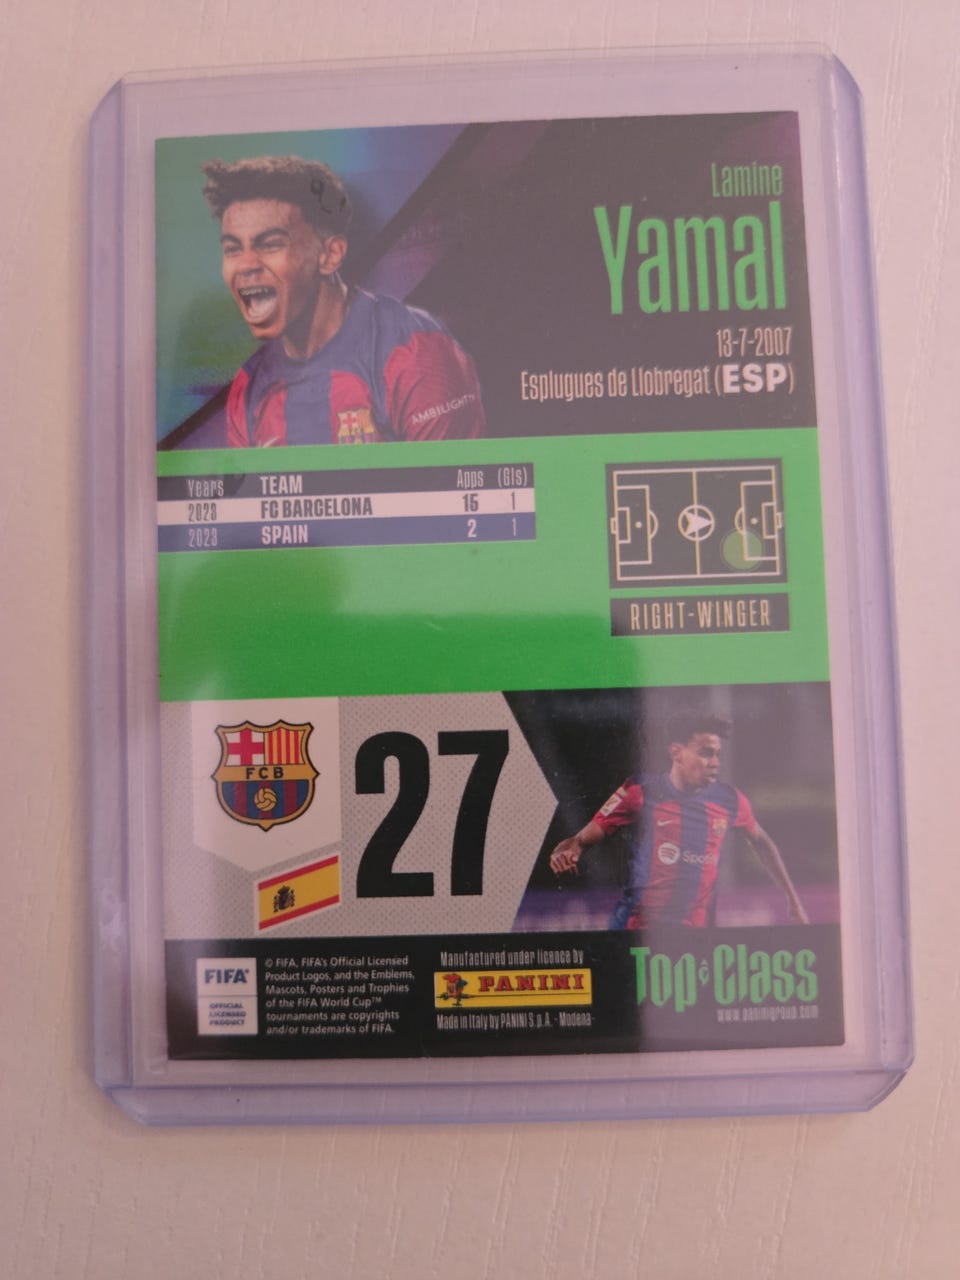 Lamine
Yamal
13-7-2007
Esplugues de Llobregat (ESP)
AMBILIGHT TV
Years TEAM Apps (Gls)
2023 FC BARCELONA 15 1
2023 SPAIN 2 1
RIGHT-WINGER
FCB
27
Spotify
FIFA®
OFFICIAL
LICENSED
PRODUCT
© FIFA, FIFA's Official Licensed
Product Logos, and the Emblems,
Mascots, Posters and Trophies
of the FIFA World Cup™
tournaments are copyrights
and/or trademarks of FIFA.
Manufactured under licence by
PANINI
Made in Italy by PANINI S.p.A. - Modena-
Top Class
www.paninigroup.com